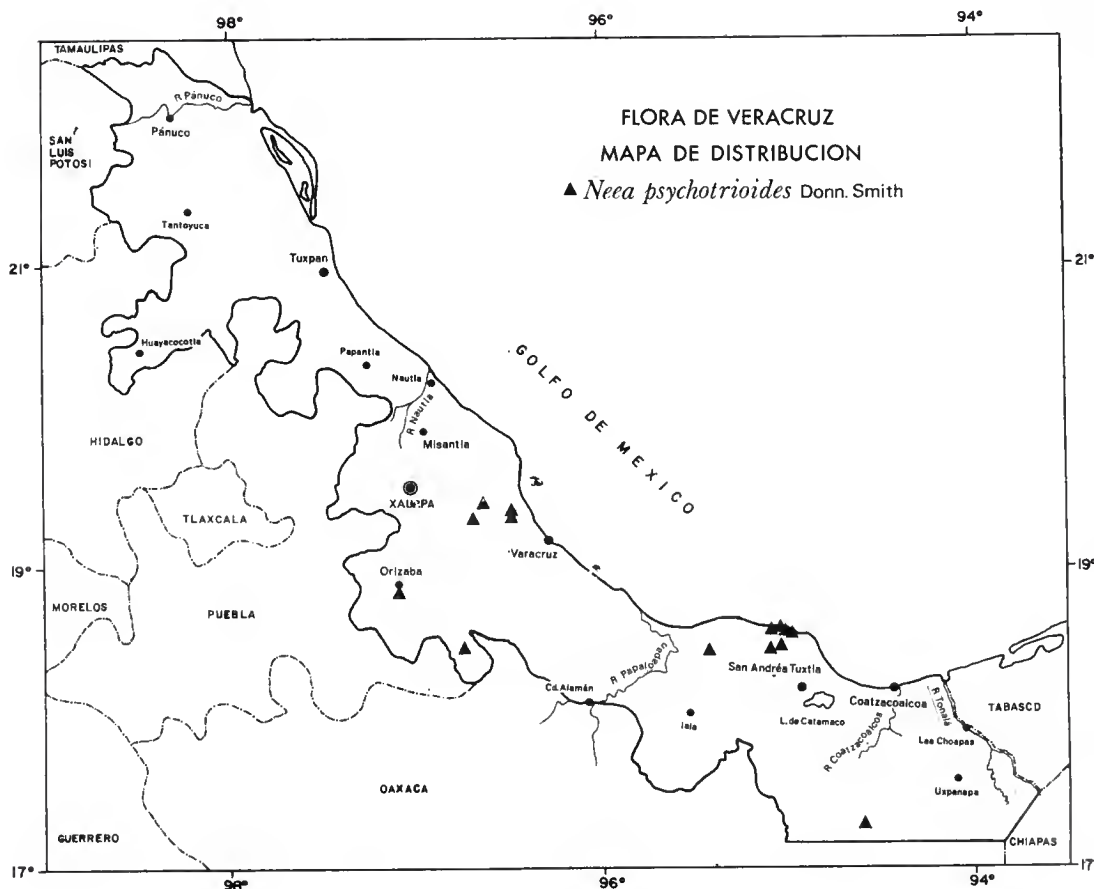 98° 96° 94°
TAMAULIPAS
R. Pánuco
Pánuco
SAN LUIS POTOSI
FLORA DE VERACRUZ
MAPA DE DISTRIBUCION
▲ Neea psychotrioides Donn. Smith
Tantoyuca
Tuxpan
21° 21°
Huayacocotla
Papantla
Nautla
R. Nautla
GOLFO DE MEXICO
HIDALGO
Misantla
XALAPA
TLAXCALA
Veracruz
Orizaba
19° 19°
MORELOS
PUEBLA
R. Papaloapan
San Andrés Tuxtla
Cd. Alemán
Coatzacoalcos
R. Tonalá
TABASCO
Isla
L. de Catemaco
R. Coatzacoalcos
Las Choapas
OAXACA
Uxpanapa
GUERRERO
CHIAPAS
17° 17°
98° 96° 94°